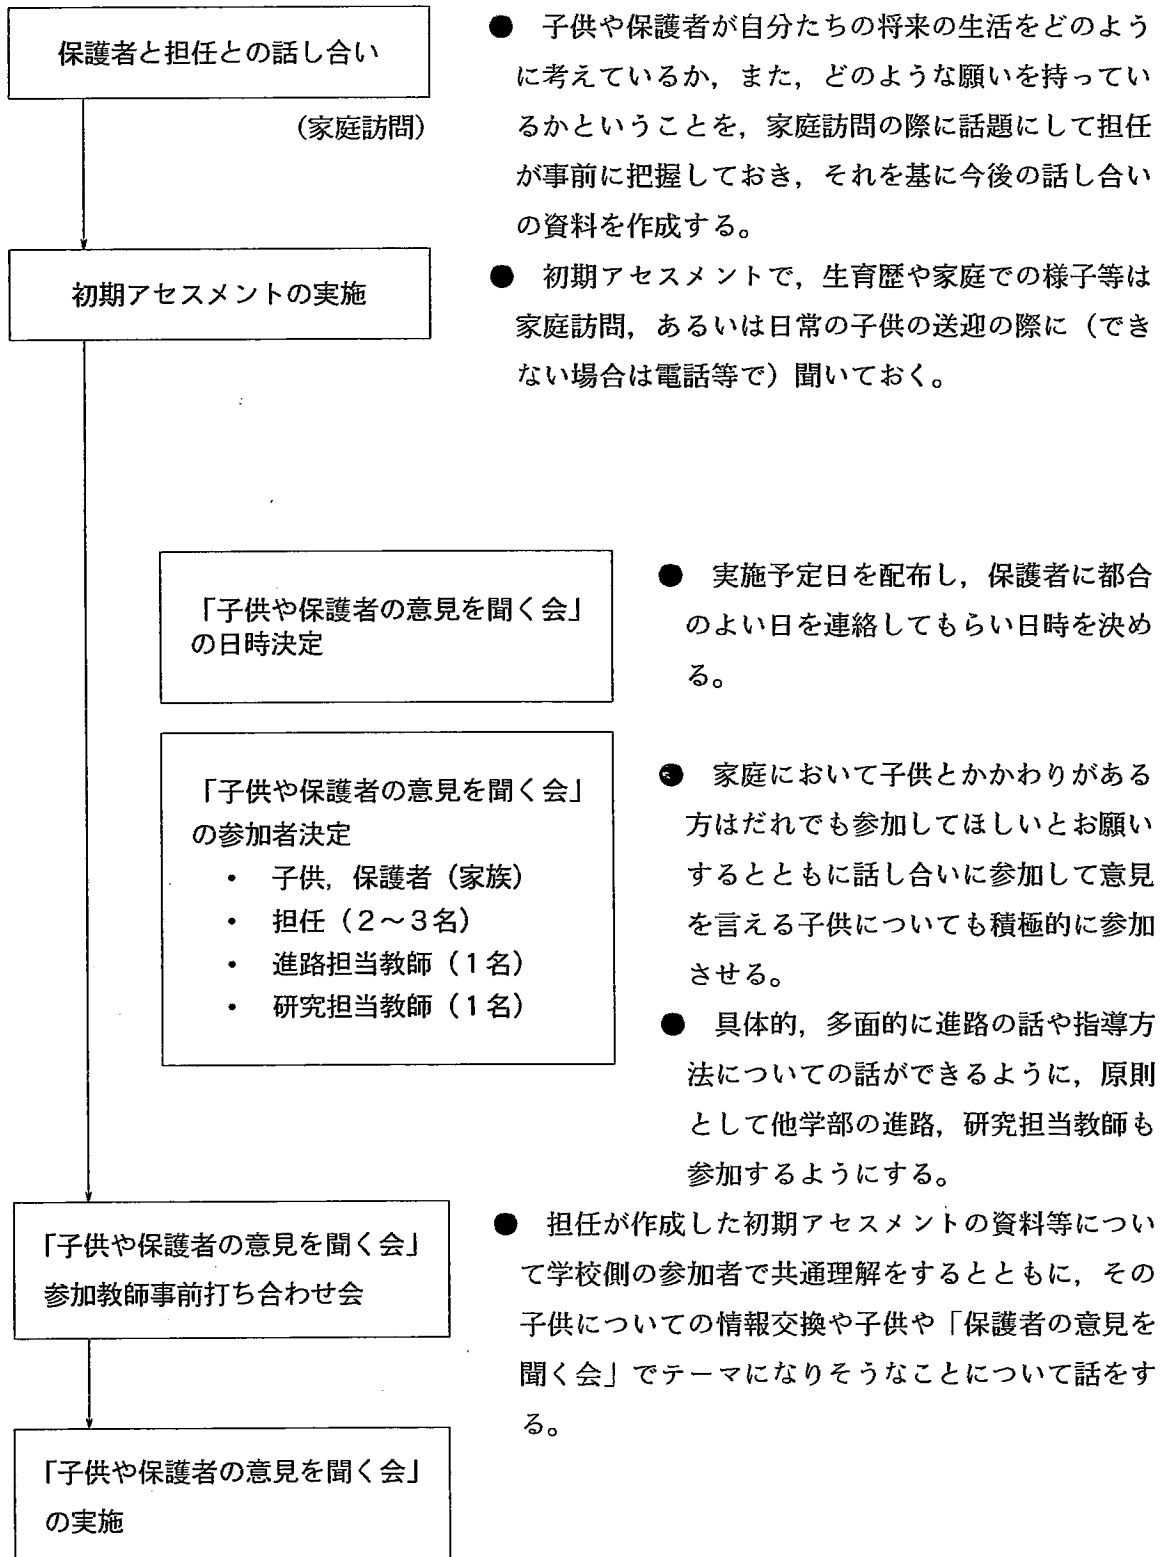 保護者と担任との話し合い
(家庭訪問)
● 子供や保護者が自分たちの将来の生活をどのよう
に考えているか，また，どのような願いを持ってい
るかということを，家庭訪問の際に話題にして担任
が事前に把握しておき，それを基に今後の話し合い
の資料を作成する。
初期アセスメントの実施
● 初期アセスメントで，生育歴や家庭での様子等は
家庭訪問，あるいは日常の子供の送迎の際に（でき
ない場合は電話等で）聞いておく。
「子供や保護者の意見を聞く会」
の日時決定
● 実施予定日を配布し，保護者に都合
のよい日を連絡してもらい日時を決め
る。
「子供や保護者の意見を聞く会」
の参加者決定
・ 子供，保護者（家族）
・ 担任（２～３名）
・ 進路担当教師（１名）
・ 研究担当教師（１名）
● 家庭において子供とかかわりがある
方はだれでも参加してほしいとお願い
するとともに話し合いに参加して意見
を言える子供についても積極的に参加
させる。
● 具体的，多面的に進路の話や指導方
法についての話ができるように，原則
として他学部の進路，研究担当教師も
参加するようにする。
「子供や保護者の意見を聞く会」
参加教師事前打ち合わせ会
● 担任が作成した初期アセスメントの資料等につい
て学校側の参加者で共通理解をするとともに，その
子供についての情報交換や子供や「保護者の意見を
聞く会」でテーマになりそうなことについて話をす
る。
「子供や保護者の意見を聞く会」
の実施